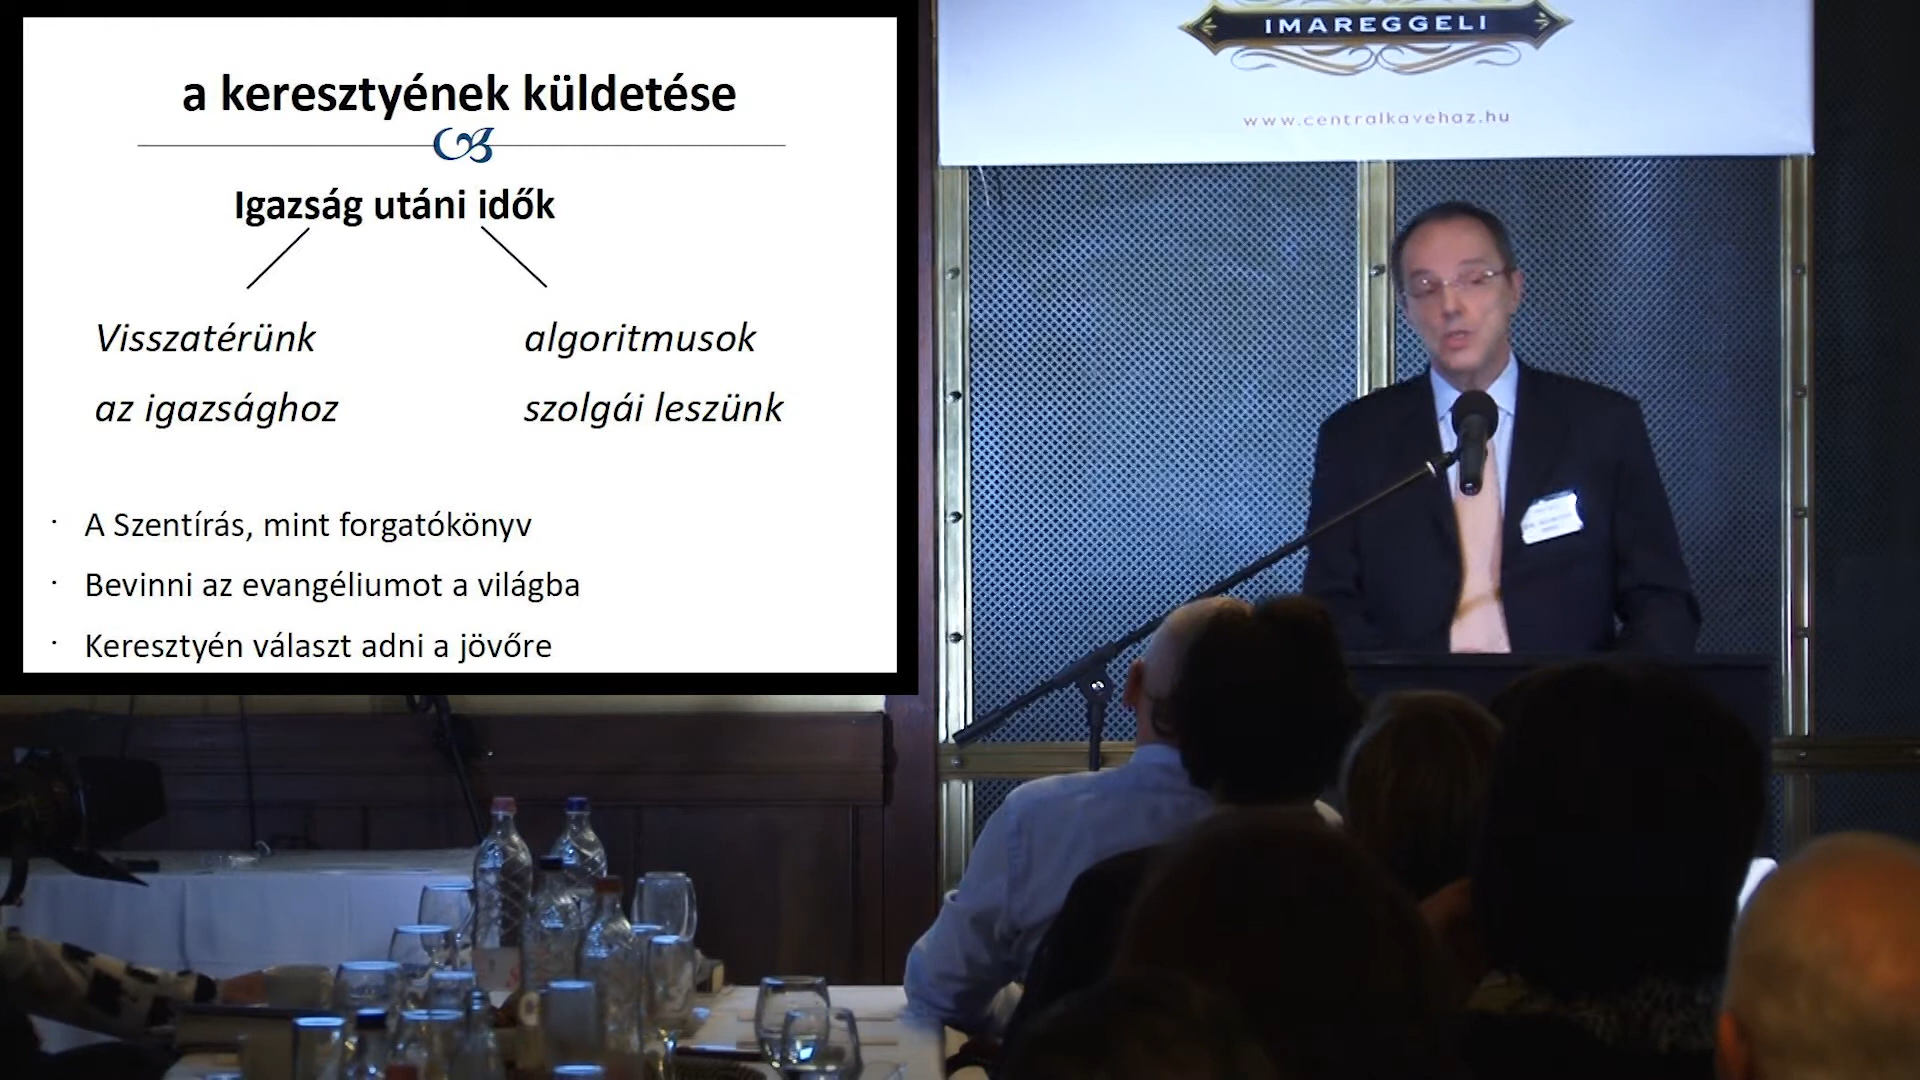 a keresztyének küldetése
Igazság utáni idők
Visszatérünk
az igazsághoz
algoritmusok
szolgái leszünk
· A Szentírás, mint forgatókönyv
· Bevinni az evangéliumot a világba
· Keresztyén választ adni a jövőre
IMAREGGELI
www.centralkavehaz.hu